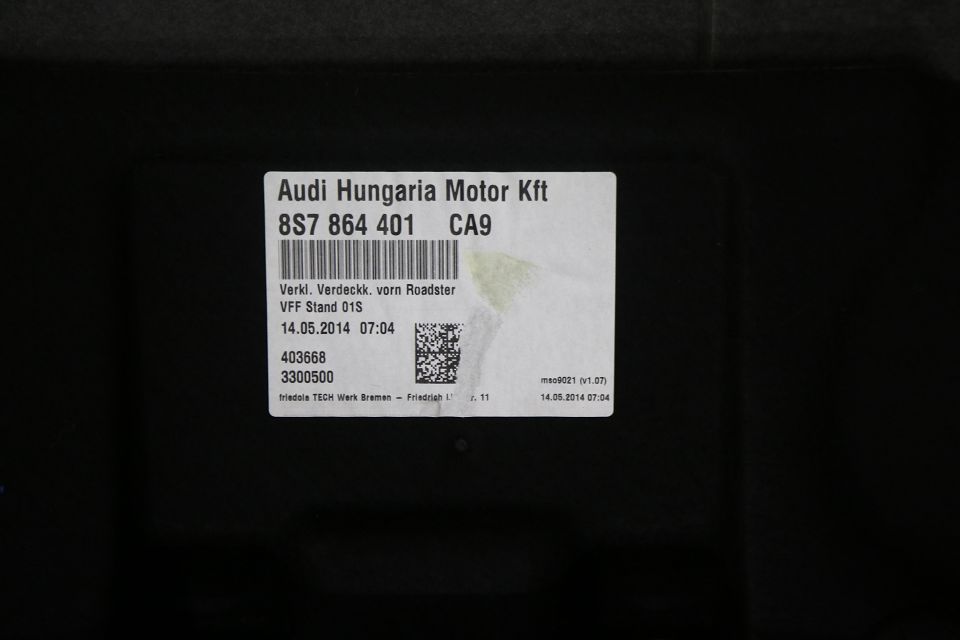 Audi Hungaria Motor Kft
8S7 864 401 CA9
Verkl. Verdeckk. vorn Roadster
VFF Stand 01S
14.05.2014 07:04
403668
3300500
mso9021 (v1.07)
friedola TECH Werk Bremen – Friedrich 11
14.05.2014 07:04